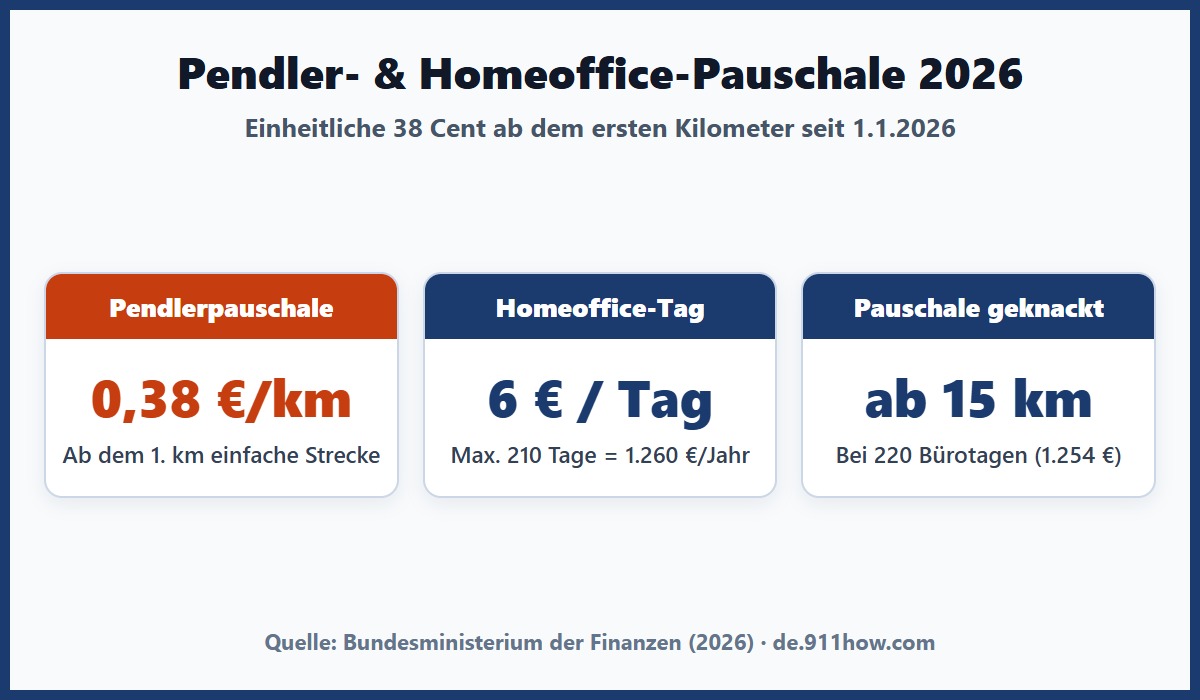 Pendler- & Homeoffice-Pauschale 2026
Einheitliche 38 Cent ab dem ersten Kilometer seit 1.1.2026
Pendlerpauschale
0,38 €/km
Ab dem 1. km einfache Strecke
Homeoffice-Tag
6 € / Tag
Max. 210 Tage = 1.260 €/Jahr
Pauschale geknackt
ab 15 km
Bei 220 Bürotagen (1.254 €)
Quelle: Bundesministerium der Finanzen (2026) · de.911how.com